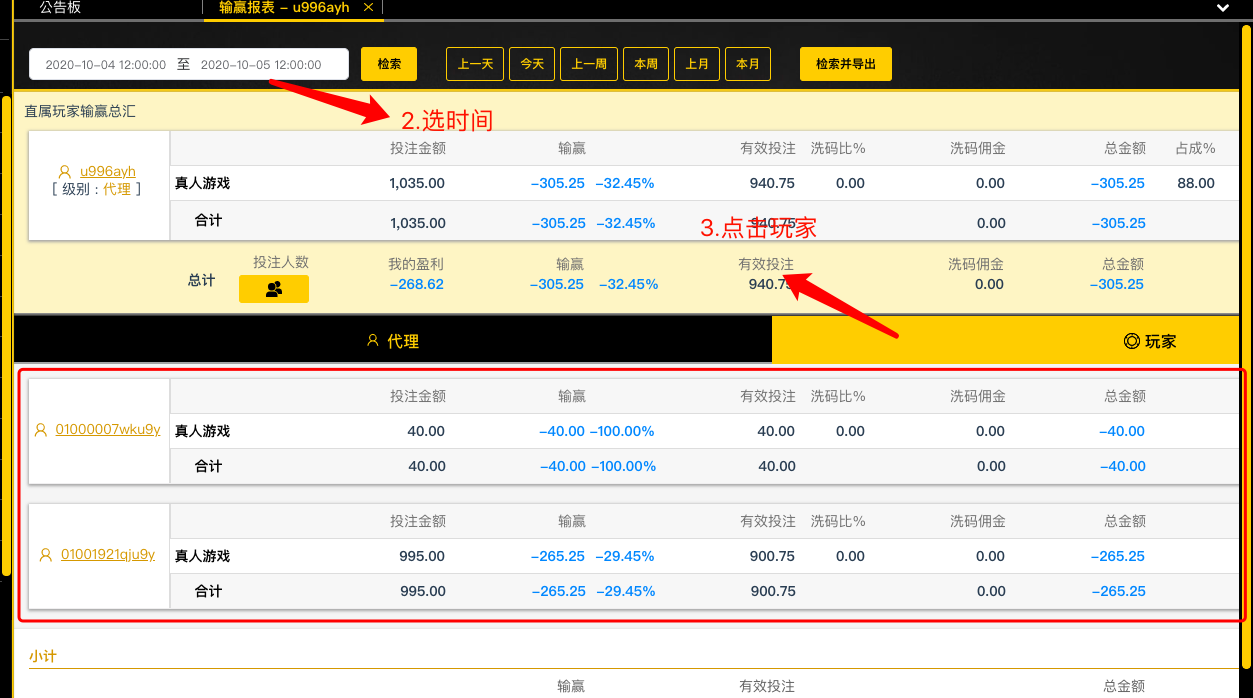 公告板 输赢报表 – u996ayh ×
2020-10-04 12:00:00 至 2020-10-05 12:00:00 检索 上一天 今天 上一周 本周 上月 本月 检索并导出
直属玩家输赢总汇
2.选时间
投注金额 输赢 有效投注 洗码比% 洗码佣金 总金额 占成%
u996ayh
[ 级别 : 代理 ]
真人游戏 1,035.00 -305.25 -32.45% 940.75 0.00 0.00 -305.25 88.00
合计 1,035.00 -305.25 -32.45% 940.75 0.00 -305.25
3.点击玩家
投注人数 我的盈利 输赢 有效投注 洗码佣金 总金额
总计 -268.62 -305.25 -32.45% 940.75 0.00 -305.25
代理 玩家
投注金额 输赢 有效投注 洗码比% 洗码佣金 总金额
01000007wku9y 真人游戏 40.00 -40.00 -100.00% 40.00 0.00 0.00 -40.00
合计 40.00 -40.00 -100.00% 40.00 0.00 -40.00
投注金额 输赢 有效投注 洗码比% 洗码佣金 总金额
01001921qju9y 真人游戏 995.00 -265.25 -29.45% 900.75 0.00 0.00 -265.25
合计 995.00 -265.25 -29.45% 900.75 0.00 -265.25
小计
输赢 有效投注 洗码佣金 总金额